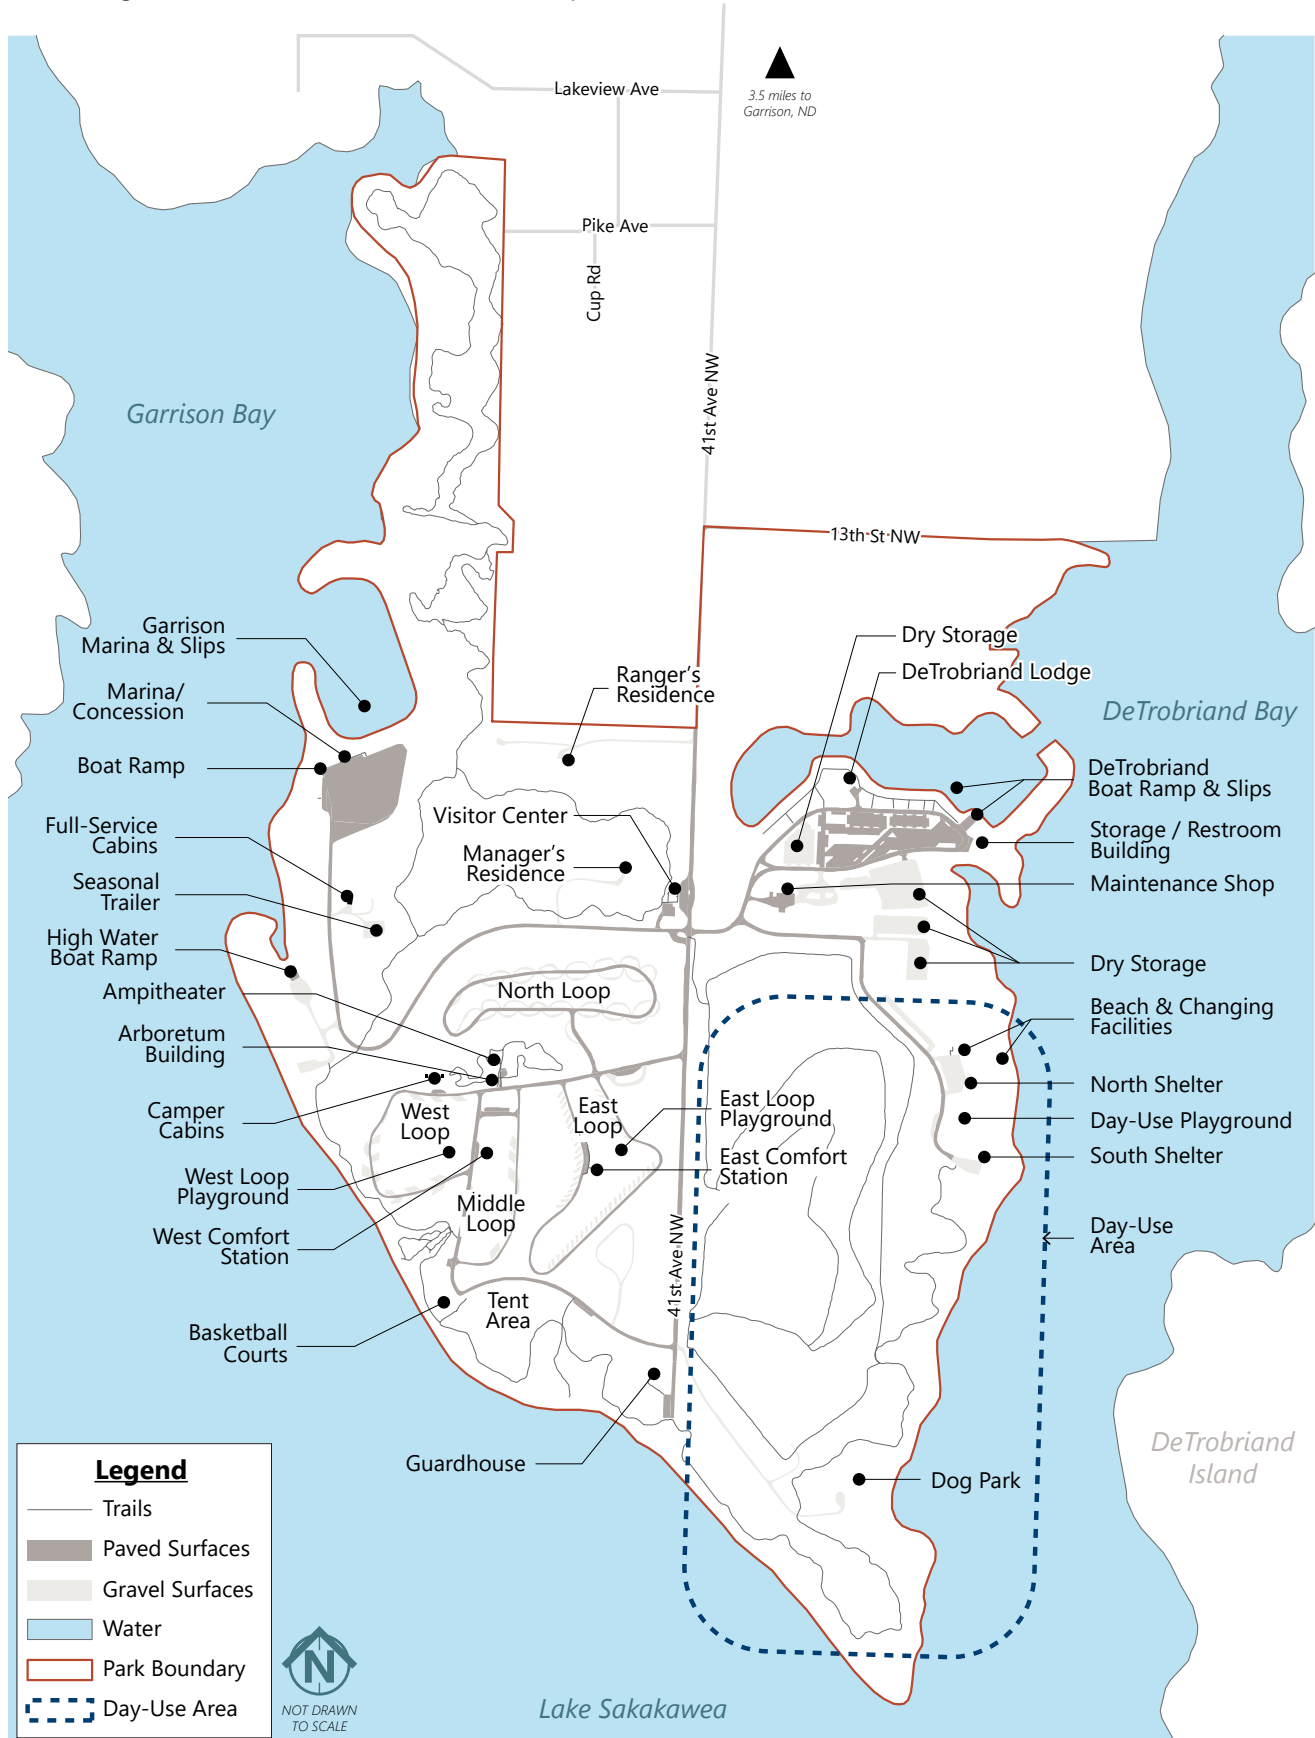 Lakeview Ave
3.5 miles to
Garrison, ND
Pike Ave
Cup Rd
41st Ave NW
Garrison Bay
13th St NW
Garrison
Marina & Slips
Marina/
Concession
Boat Ramp
Full-Service
Cabins
Seasonal
Trailer
High Water
Boat Ramp
Ampitheater
Arboretum
Building
Camper
Cabins
West Loop
Playground
West Comfort
Station
Basketball
Courts
Ranger's
Residence
Visitor Center
Manager's
Residence
North Loop
West
Loop
East
Loop
Middle
Loop
Tent
Area
East Loop
Playground
East Comfort
Station
41st Ave NW
Guardhouse
Dry Storage
DeTrobriand Lodge
DeTrobriand Bay
DeTrobriand
Boat Ramp & Slips
Storage / Restroom
Building
Maintenance Shop
Dry Storage
Beach & Changing
Facilities
North Shelter
Day-Use Playground
South Shelter
Day-Use
Area
Dog Park
DeTrobriand
Island
Lake Sakakawea
Legend
Trails
Paved Surfaces
Gravel Surfaces
Water
Park Boundary
Day-Use Area
N
NOT DRAWN
TO SCALE